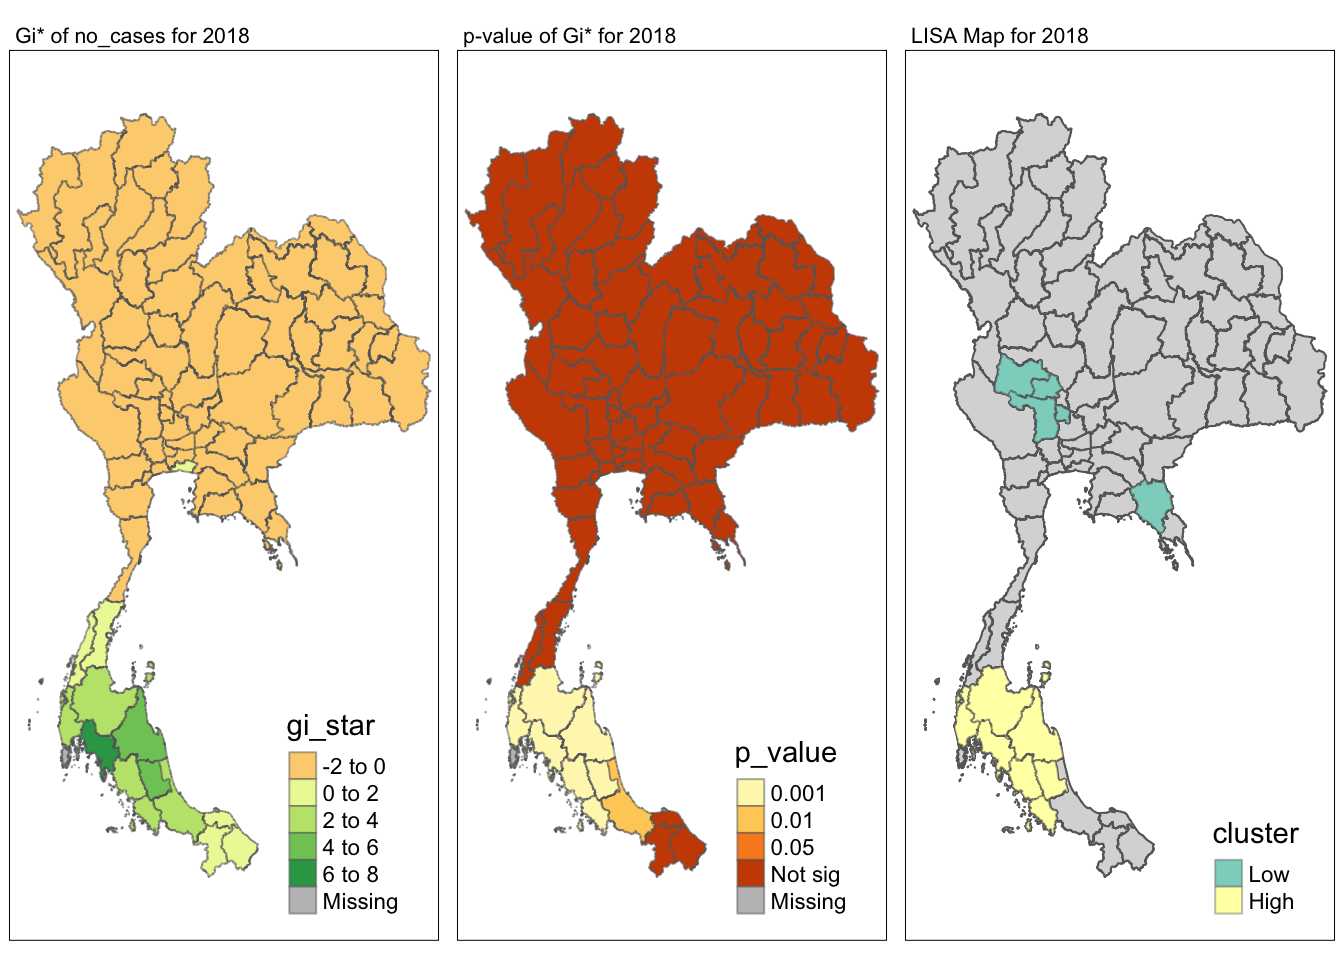 Gi* of no_cases for 2018
gi_star
-2 to 0
0 to 2
2 to 4
4 to 6
6 to 8
Missing
p-value of Gi* for 2018
p_value
0.001
0.01
0.05
Not sig
Missing
LISA Map for 2018
cluster
Low
High